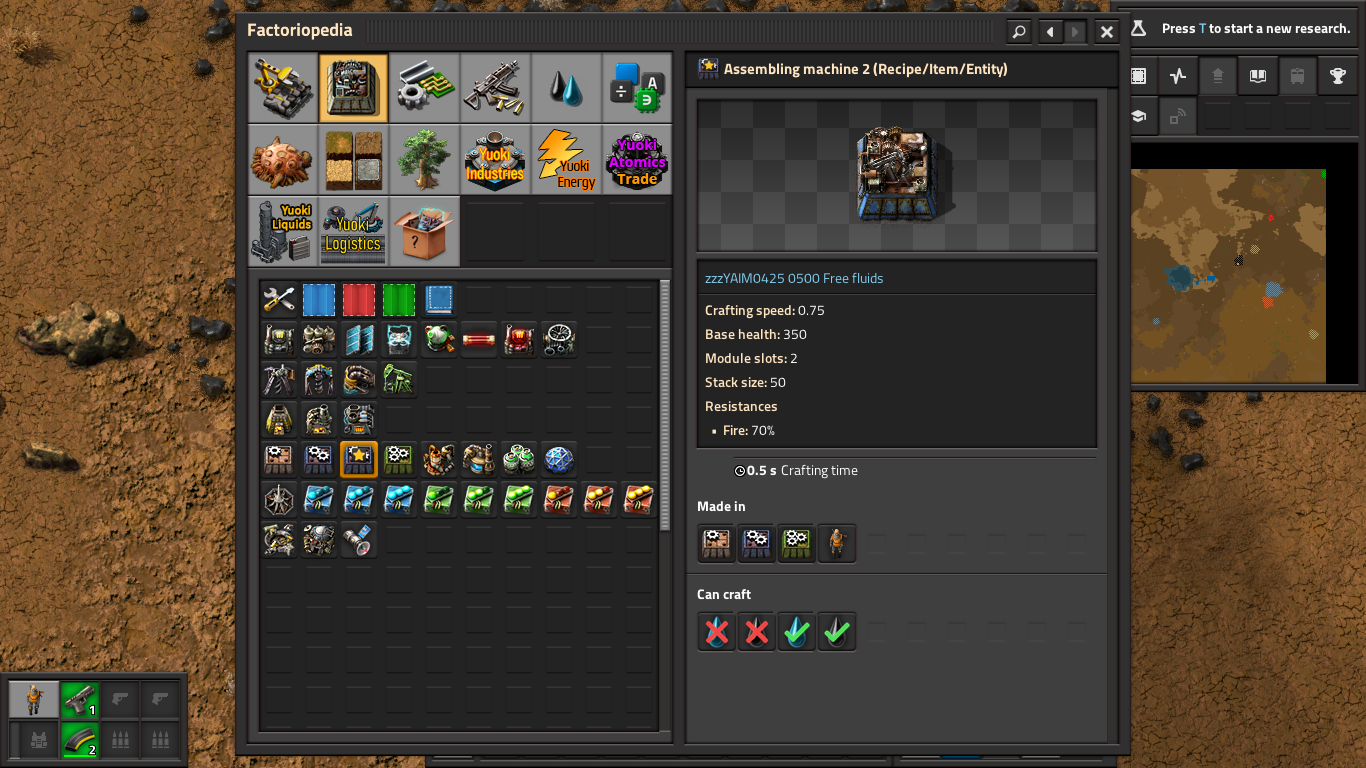 Factoriopedia
Press T to start a new research.
Assembling machine 2 (Recipe/Item/Entity)
A
Yuoki
Industries
Yuoki
Energy
Yuoki
Atomics
Trade
Yuoki
Liquids
Yuoki
Logistics
?
zzzYAIM0425 0500 Free fluids
Crafting speed: 0.75
Base health: 350
Module slots: 2
Stack size: 50
Resistances
• Fire: 70%
0.5 s Crafting time
Made in
Can craft
1
2